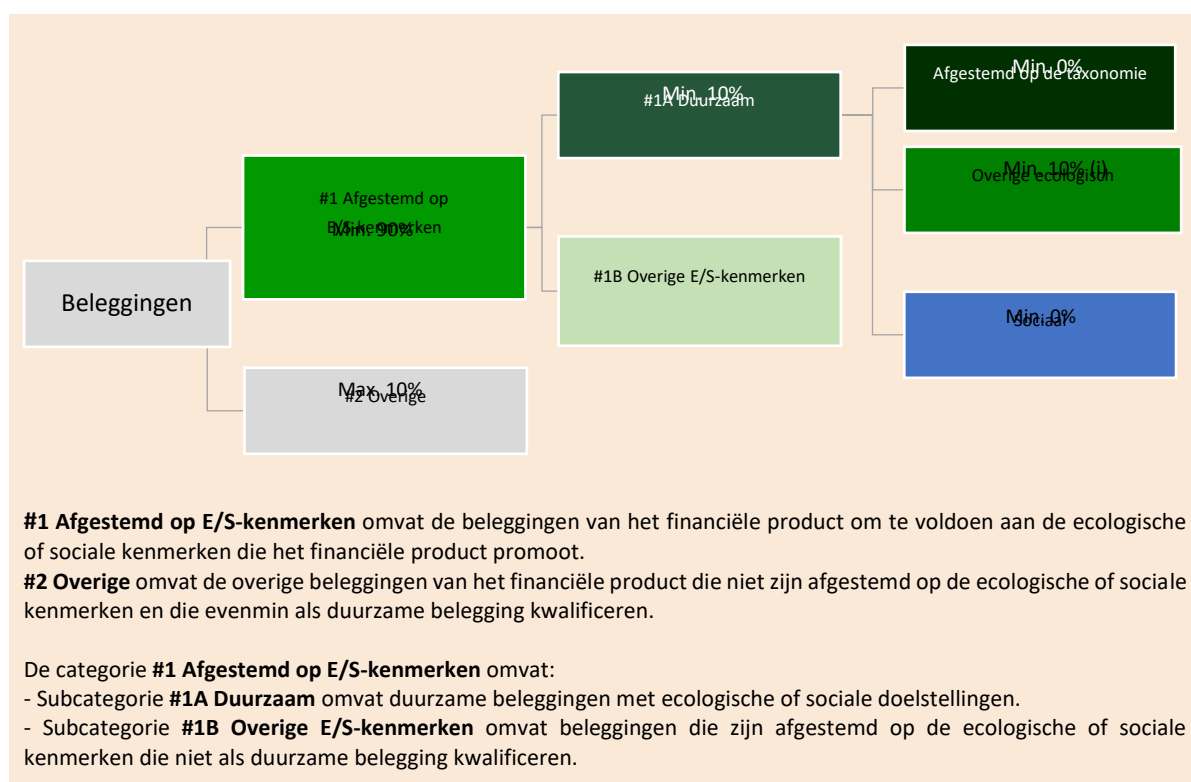 Min. 0%
Afgestemd op de taxonomie
Min. 10%
#1A Duurzaam
Min. 10% (i)
Overige ecologisch
#1 Afgestemd op
E/S-kenmerken
Min. 90%
#1B Overige E/S-kenmerken
Beleggingen
Min. 0%
Sociaal
Max. 10%
#2 Overige
#1 Afgestemd op E/S-kenmerken omvat de beleggingen van het financiële product om te voldoen aan de ecologische
of sociale kenmerken die het financiële product promoot.
#2 Overige omvat de overige beleggingen van het financiële product die niet zijn afgestemd op de ecologische of sociale
kenmerken en die evenmin als duurzame belegging kwalificeren.
De categorie #1 Afgestemd op E/S-kenmerken omvat:
- Subcategorie #1A Duurzaam omvat duurzame beleggingen met ecologische of sociale doelstellingen.
- Subcategorie #1B Overige E/S-kenmerken omvat beleggingen die zijn afgestemd op de ecologische of sociale
kenmerken die niet als duurzame belegging kwalificeren.